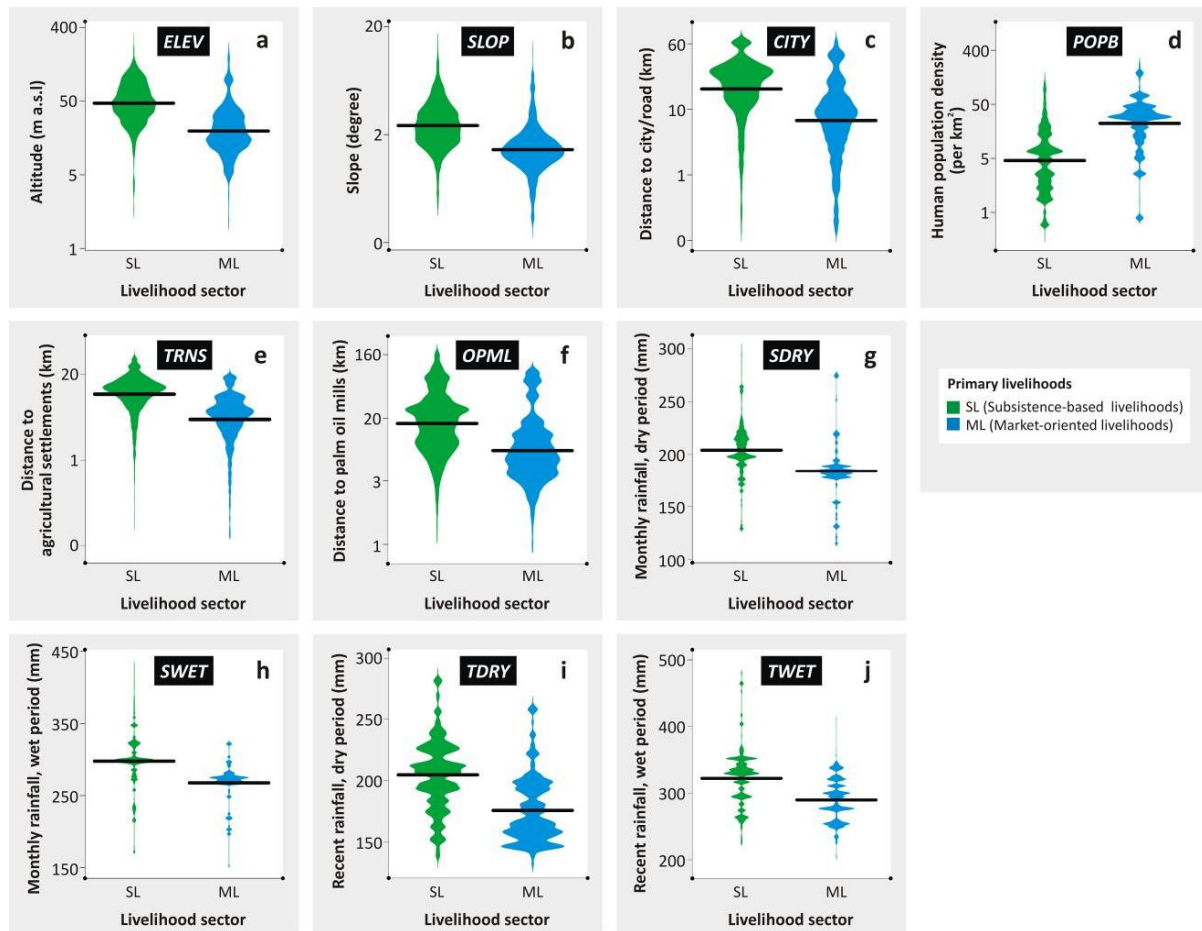 ELEV
a
Altitude (m a.s.l)
400
50
5
1
SL
ML
Livelihood sector
SLOP
b
Slope (degree)
20
2
0
SL
ML
Livelihood sector
CITY
c
Distance to city/road (km)
60
10
1
0
SL
ML
Livelihood sector
POPB
d
Human population density
(per km²)
400
50
5
1
SL
ML
Livelihood sector
TRNS
e
Distance to
agricultural settlements (km)
20
1
0
SL
ML
Livelihood sector
OPML
f
Distance to palm oil mills (km)
160
20
3
1
SL
ML
Livelihood sector
SDRY
g
Monthly rainfall, dry period (mm)
300
250
200
150
100
SL
ML
Livelihood sector
Primary livelihoods
SL (Subsistence-based livelihoods)
ML (Market-oriented livelihoods)
SWET
h
Monthly rainfall, wet period (mm)
450
350
250
150
SL
ML
Livelihood sector
TDRY
i
Recent rainfall, dry period (mm)
300
250
200
150
SL
ML
Livelihood sector
TWET
j
Recent rainfall, wet period (mm)
500
400
300
200
SL
ML
Livelihood sector